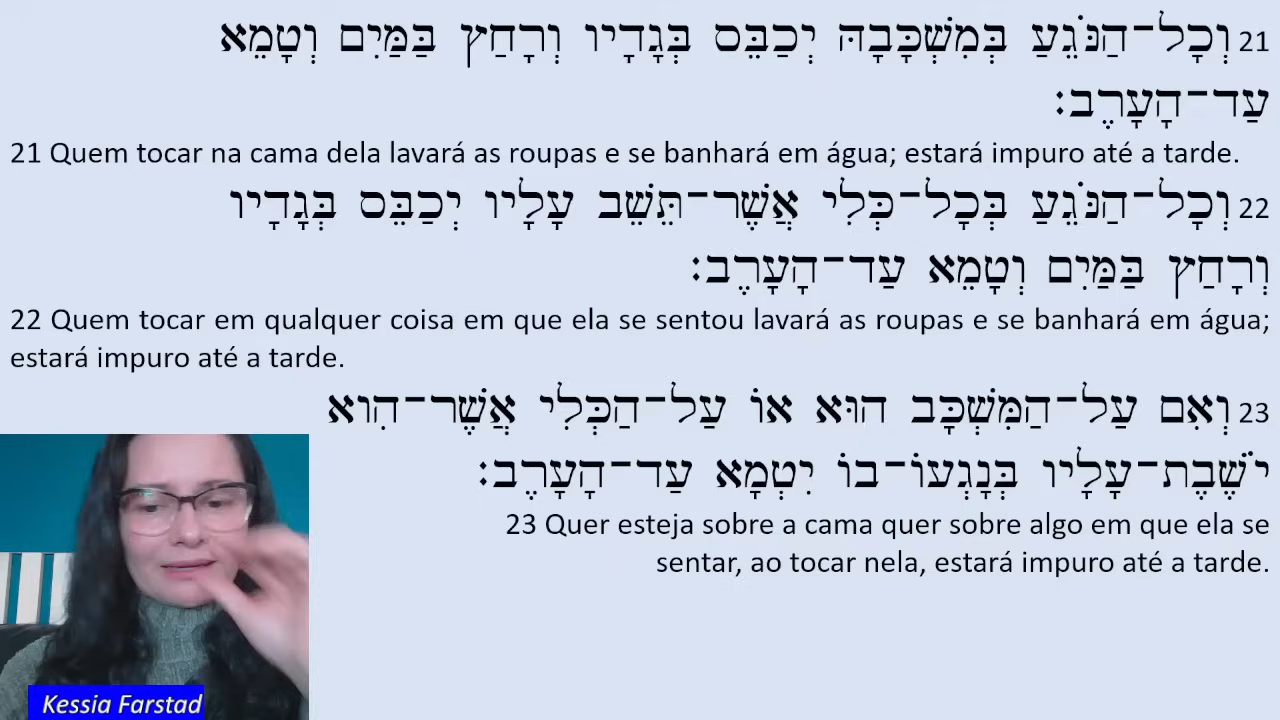 21 וְכָל־הַנֹּגֵעַ בְּמִשְׁכָּבָהּ יְכַבֵּס בְּגָדָיו וְרָחַץ בַּמַּיִם וְטָמֵא
עַד־הָעָרֶב׃
21 Quem tocar na cama dela lavará as roupas e se banhará em água; estará impuro até a tarde.
22 וְכָל־הַנֹּגֵעַ בְּכָל־כְּלִי אֲשֶׁר־תֵּשֵׁב עָלָיו יְכַבֵּס בְּגָדָיו
וְרָחַץ בַּמַּיִם וְטָמֵא עַד־הָעָרֶב׃
22 Quem tocar em qualquer coisa em que ela se sentou lavará as roupas e se banhará em água;
estará impuro até a tarde.
23 וְאִם עַל־הַמִּשְׁכָּב הוּא אוֹ עַל־הַכְּלִי אֲשֶׁר־הִוא
יֹשֶׁבֶת־עָלָיו בְּנָגְעוֹ־בוֹ יִטְמָא עַד־הָעָרֶב׃
23 Quer esteja sobre a cama quer sobre algo em que ela se
sentar, ao tocar nela, estará impuro até a tarde.
Kessia Farstad